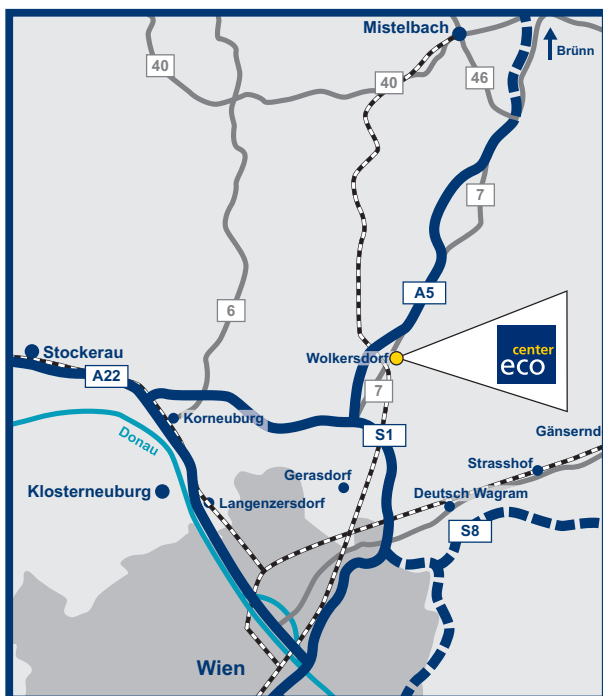 Mistelbach
Brünn
40
40
46
7
6
A5
center
eco
Stockerau
Wolkersdorf
A22
7
Korneuburg
S1
Donau
Gänsernd
Gerasdorf
Strasshof
Klosterneuburg
Langenzersdorf
Deutsch Wagram
S8
Wien